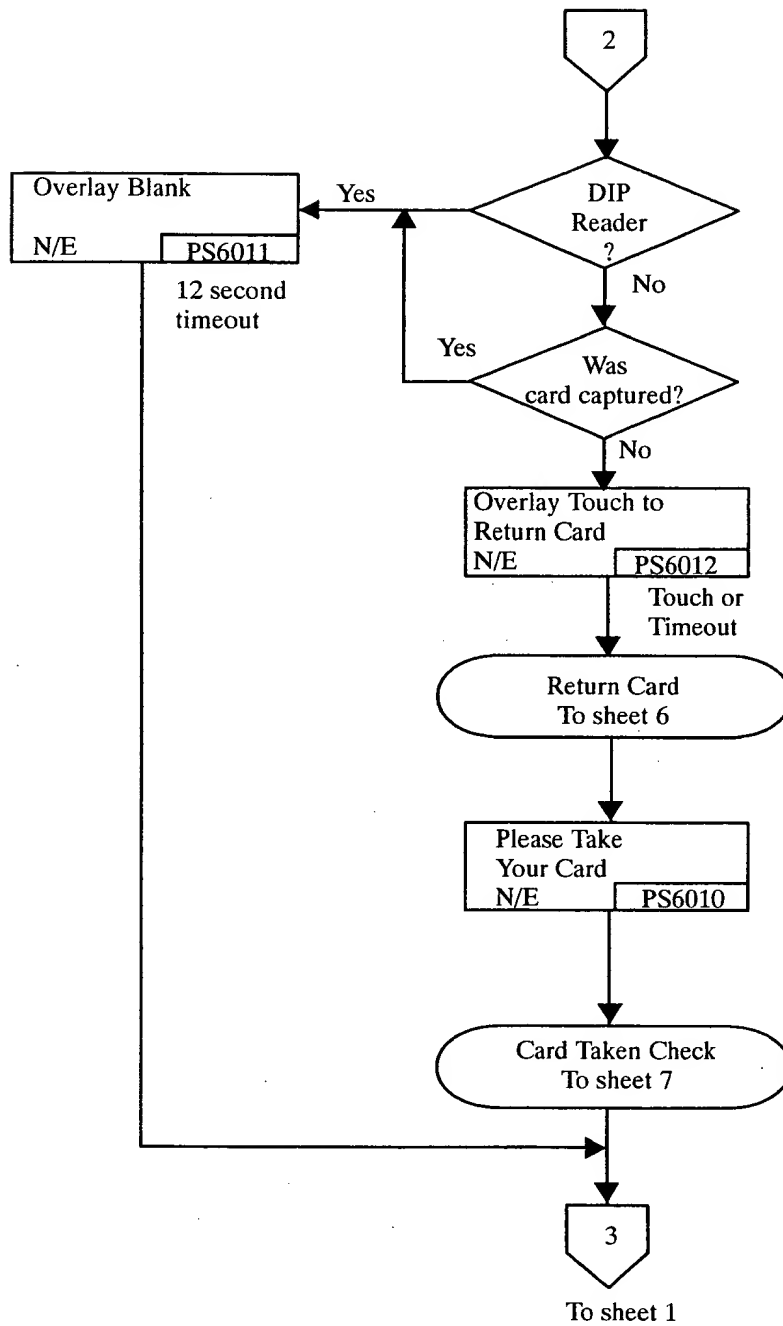 2
DIP
Reader
?
Yes
Overlay Blank
N/E
PS6011
12 second
timeout
No
Was
card captured?
Yes
No
Overlay Touch to
Return Card
N/E
PS6012
Touch or
Timeout
Return Card
To sheet 6
Please Take
Your Card
N/E
PS6010
Card Taken Check
To sheet 7
3
To sheet 1